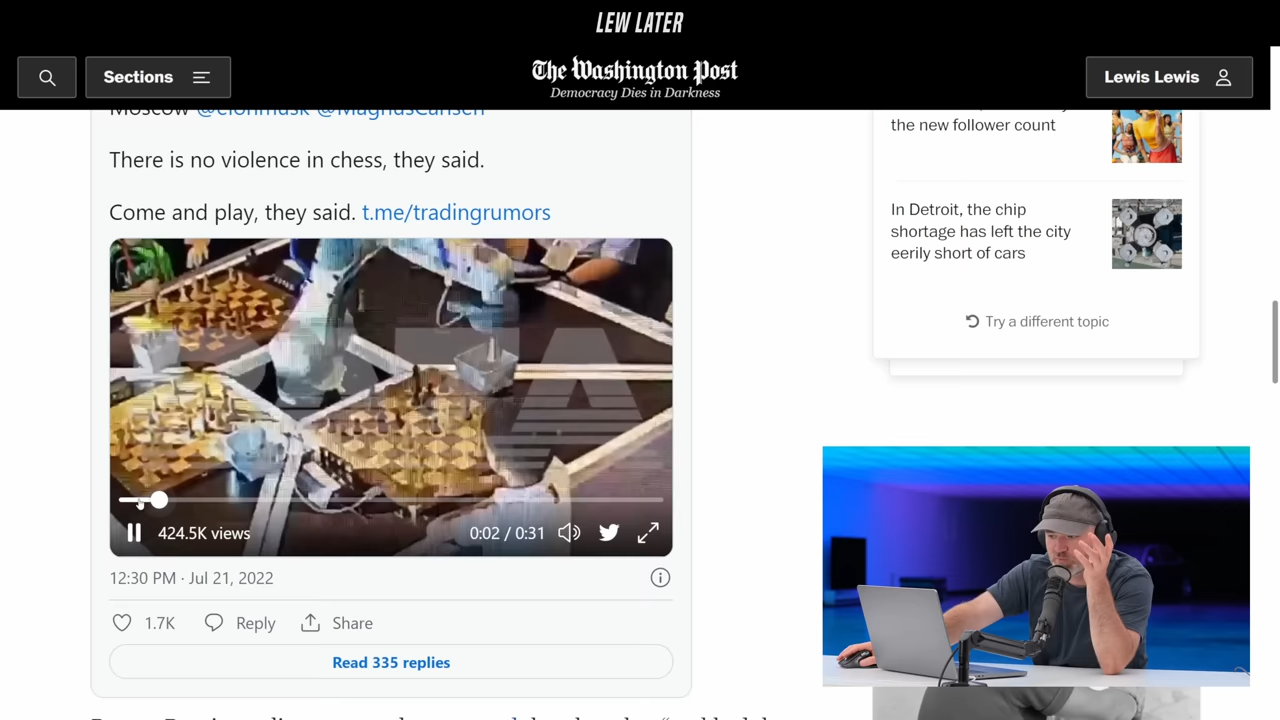 LEW LATER
Sections
The Washington Post
Democracy Dies in Darkness
Lewis Lewis
Moscow @elonmusk @MagnusCarlsen
There is no violence in chess, they said.
Come and play, they said. t.me/tradingrumors
424.5K views
0:02 / 0:31
12:30 PM · Jul 21, 2022
1.7K
Reply
Share
Read 335 replies
the new follower count
In Detroit, the chip
shortage has left the city
eerily short of cars
Try a different topic